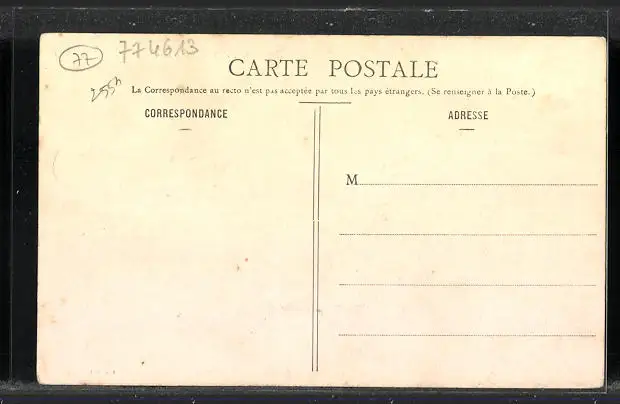 77
774613
CARTE POSTALE
La Correspondance au recto n'est pas acceptée par tous les pays étrangers. (Se renseigner à la Poste.)
CORRESPONDANCE
ADRESSE
M